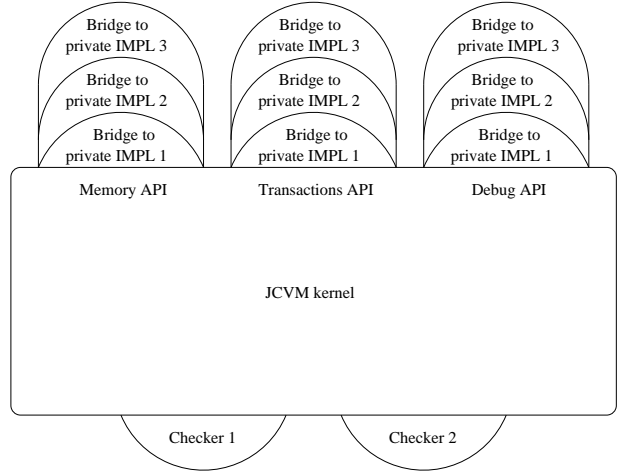 Bridge to
private IMPL 3
Bridge to
private IMPL 3
Bridge to
private IMPL 3
Bridge to
private IMPL 2
Bridge to
private IMPL 2
Bridge to
private IMPL 2
Bridge to
private IMPL 1
Bridge to
private IMPL 1
Bridge to
private IMPL 1
Memory API
Transactions API
Debug API
JCVM kernel
Checker 1
Checker 2